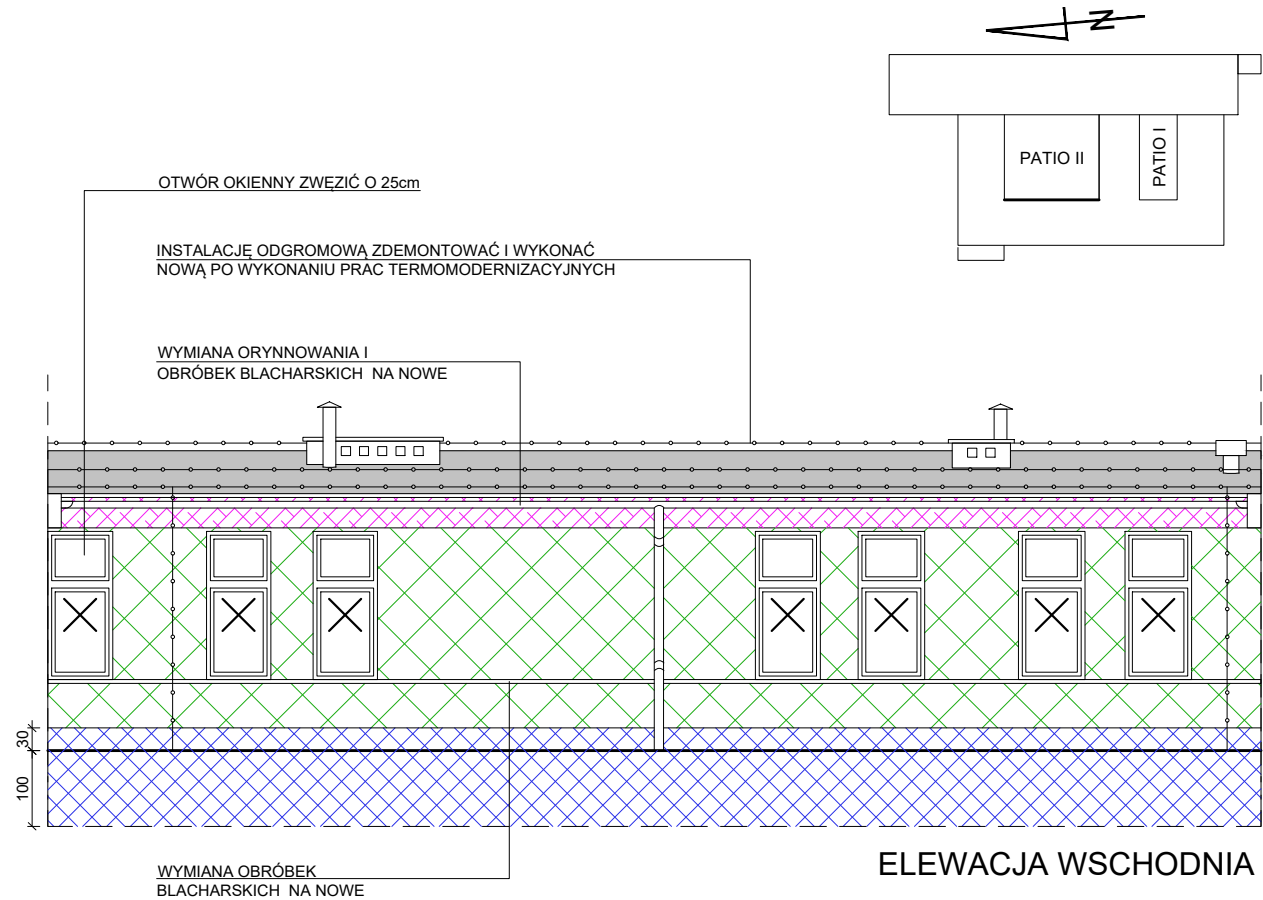 N
PATIO II
PATIO I
OTWÓR OKIENNY ZWĘZIĆ O 25cm
INSTALACJĘ ODGROMOWĄ ZDEMONTOWAĆ I WYKONAĆ
NOWĄ PO WYKONANIU PRAC TERMOMODERNIZACYJNYCH
WYMIANA ORYNNOWANIA I
OBRÓBEK BLACHARSKICH NA NOWE
30
100
WYMIANA OBRÓBEK
BLACHARSKICH NA NOWE
ELEWACJA WSCHODNIA